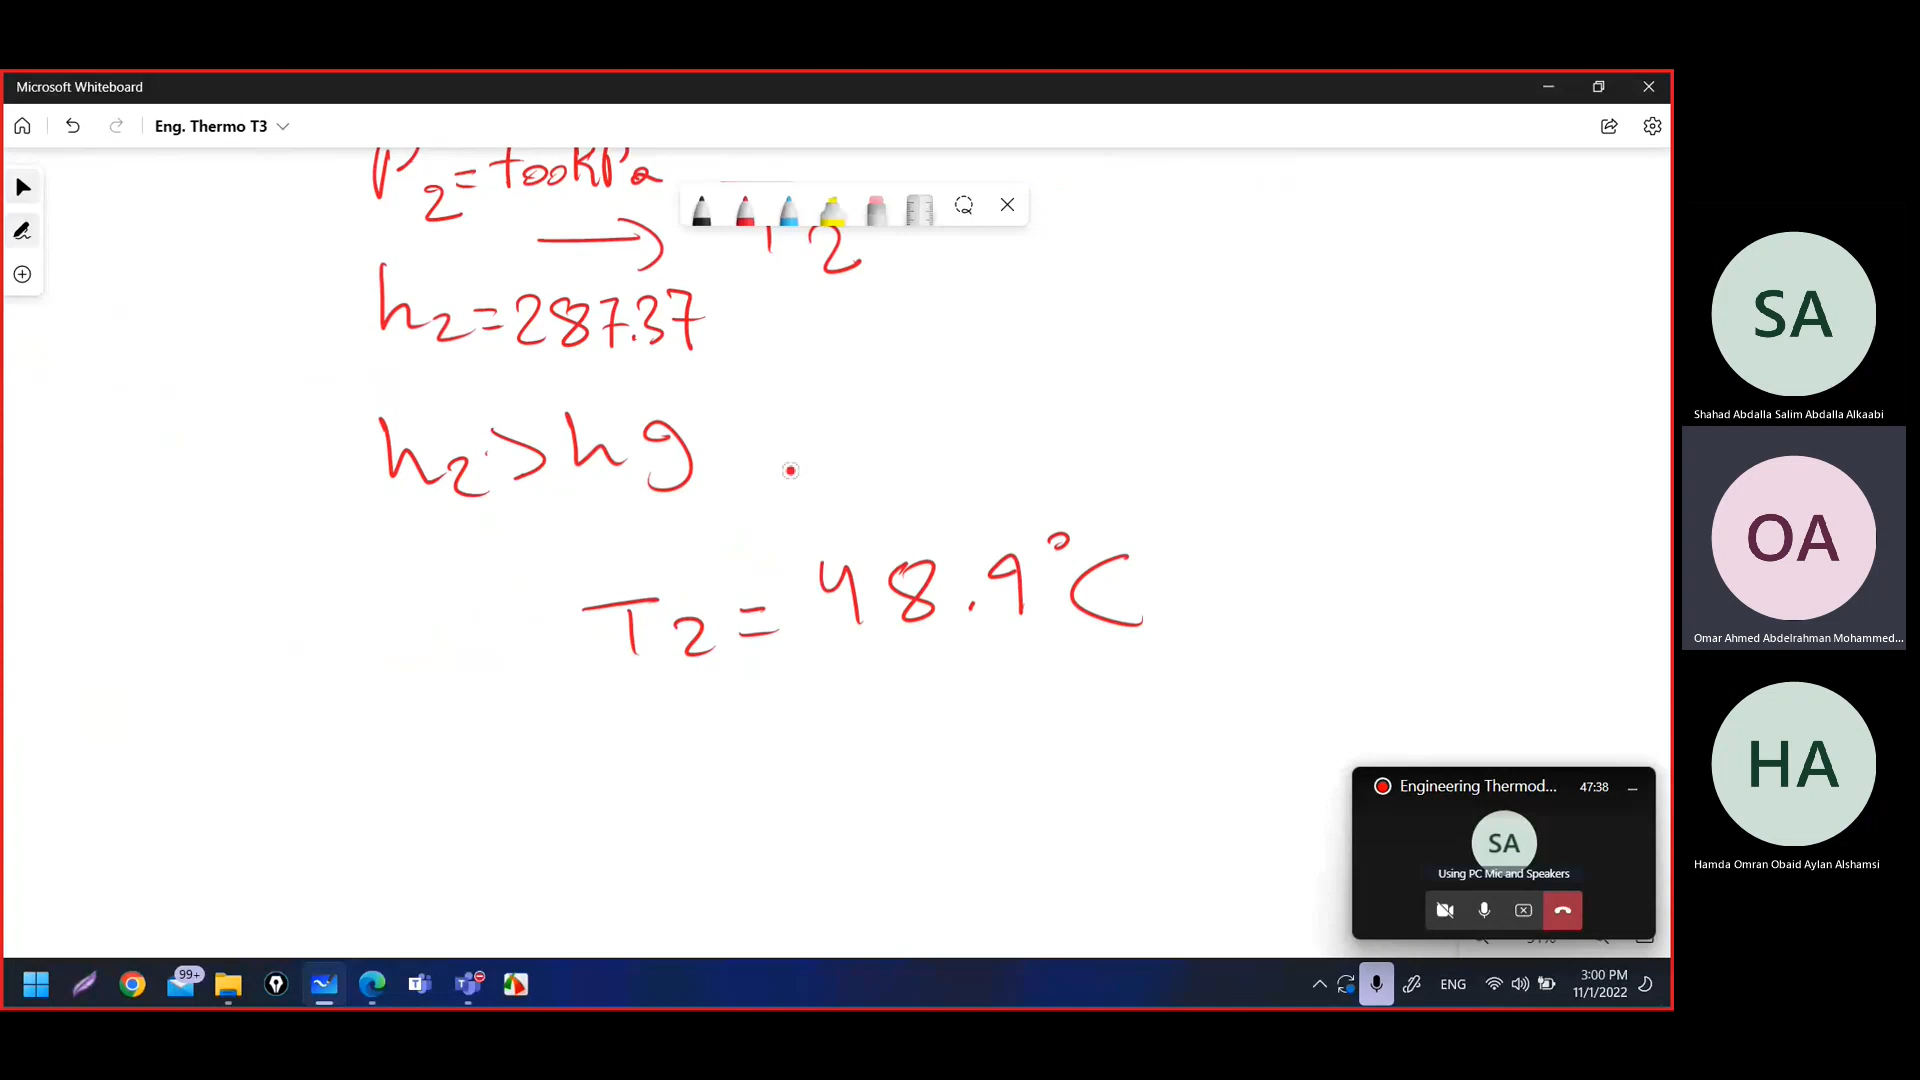 Microsoft Whiteboard
Eng. Thermo T3
P2 = 700kPa
T2
h2 = 287.37
h2 > hg
T2 = 48.9°C
SA
Shahad Abdalla Salim Abdalla Alkaabi
OA
Omar Ahmed Abdelrahman Mohammed...
HA
Hamda Omran Obaid Aylan Alshamsi
Engineering Thermod... 47:38
SA
Using PC Mic and Speakers
99+
ENG
3:00 PM
11/1/2022